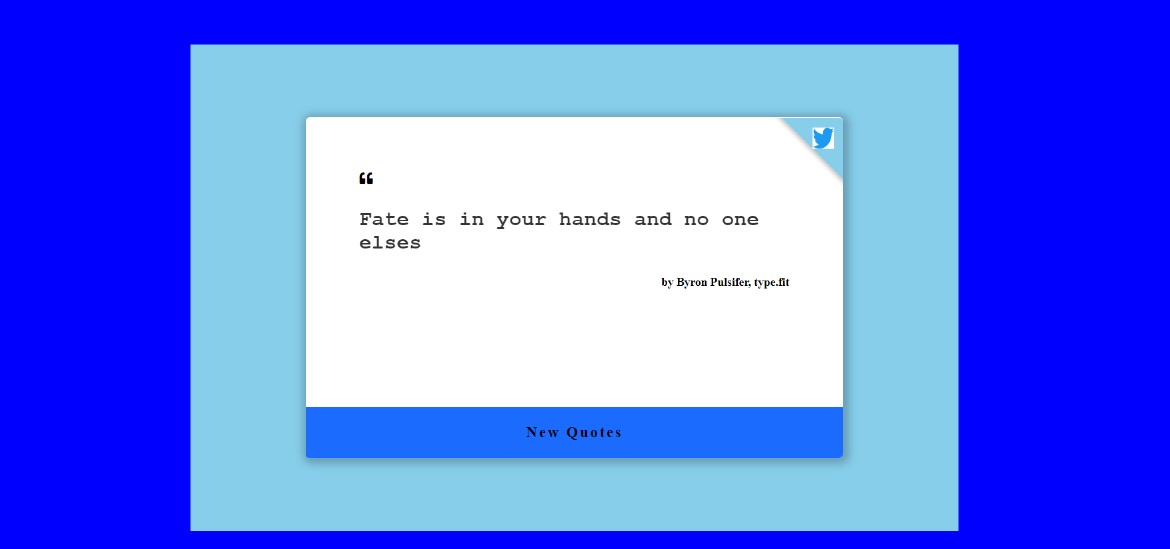 “
Fate is in your hands and no one
elses
by Byron Pulsifer, type.fit
New Quotes